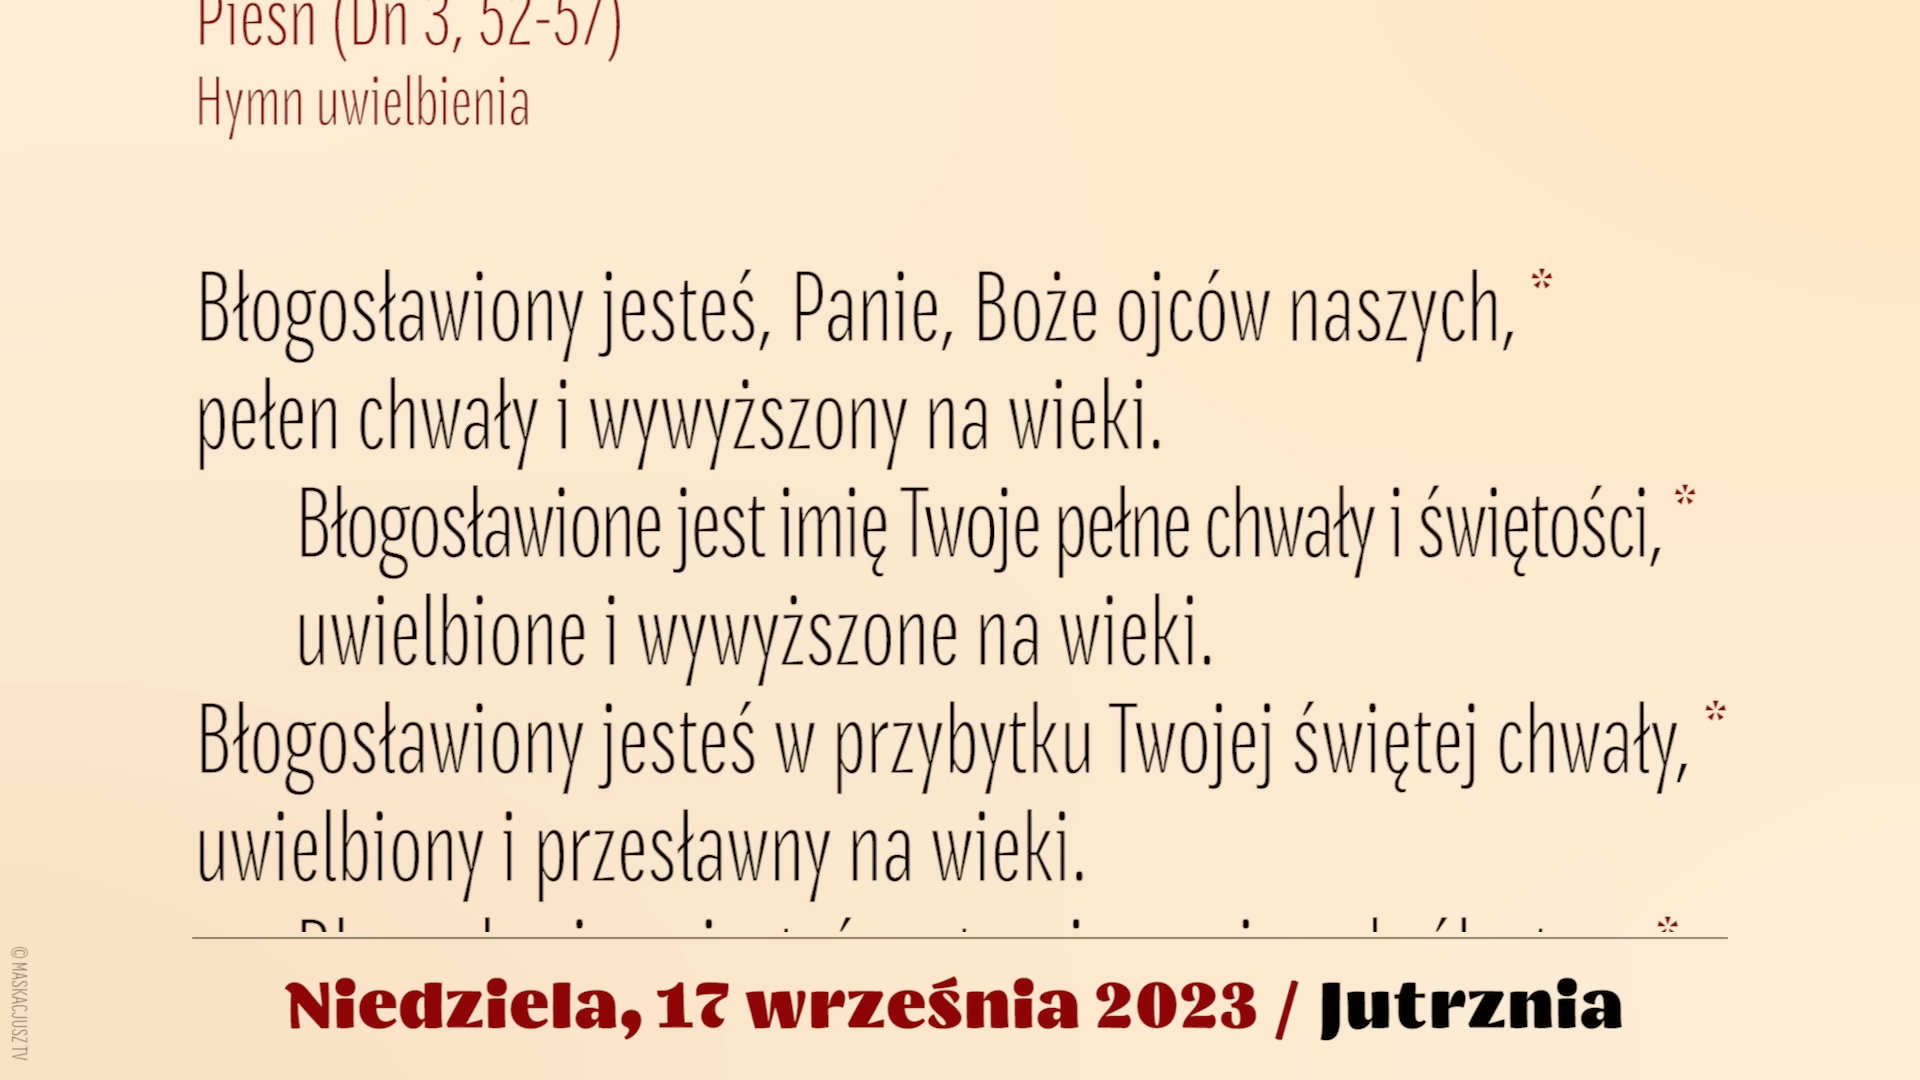 Pieśń (Dn 3, 52-57)
Hymn uwielbienia
Błogosławiony jesteś, Panie, Boże ojców naszych, *
pełen chwały i wywyższony na wieki.
Błogosławione jest imię Twoje pełne chwały i świętości, *
uwielbione i wywyższone na wieki.
Błogosławiony jesteś w przybytku Twojej świętej chwały, *
uwielbiony i przesławny na wieki.
Niedziela, 17 września 2023 / Jutrznia
© MASKACJUSZ TV